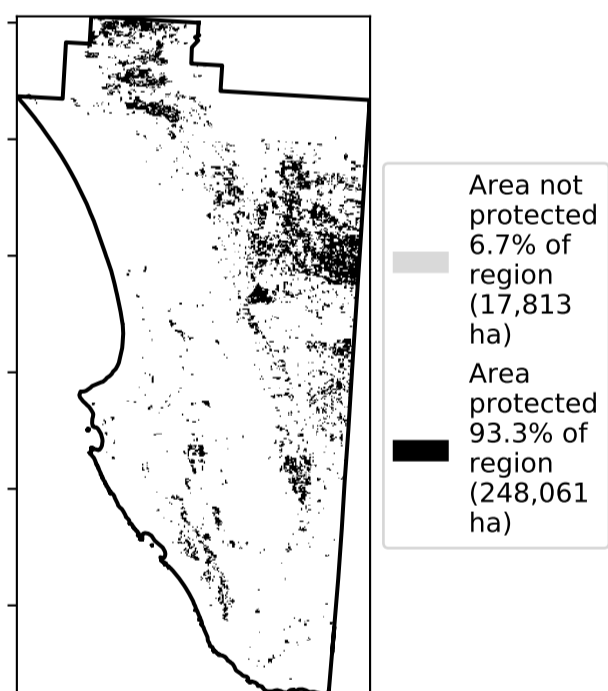 Area not
protected
6.7% of
region
(17,813
ha)
Area
protected
93.3% of
region
(248,061
ha)